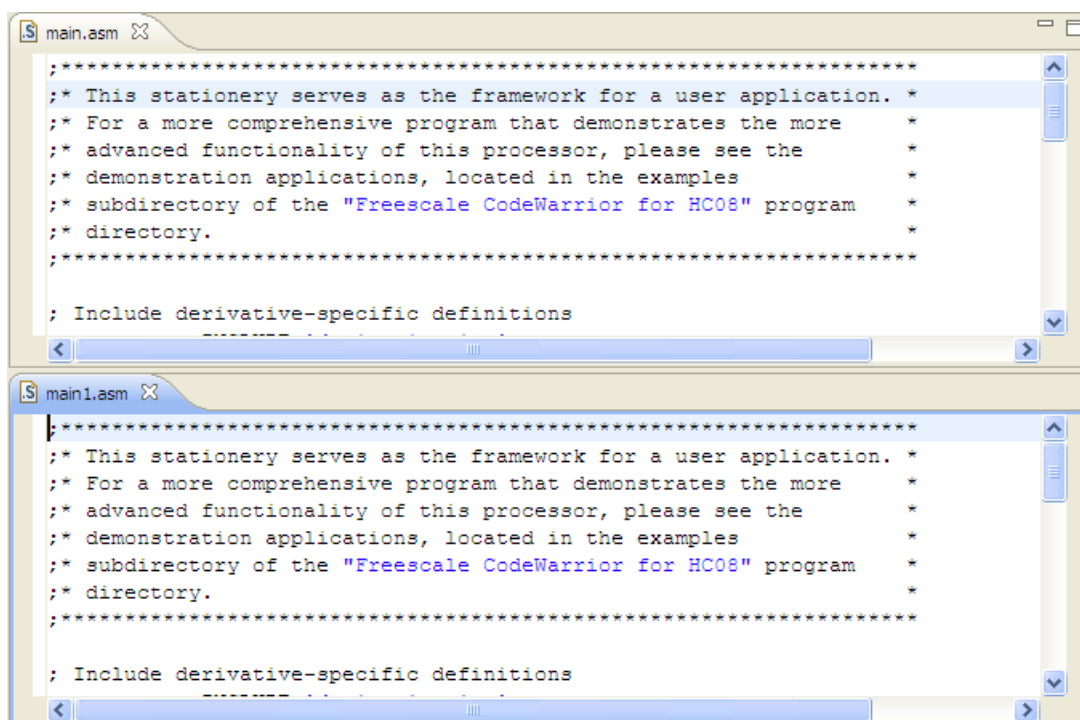 main.asm
;*******************************************************************
;* This stationery serves as the framework for a user application. *
;* For a more comprehensive program that demonstrates the more     *
;* advanced functionality of this processor, please see the        *
;* demonstration applications, located in the examples             *
;* subdirectory of the "Freescale CodeWarrior for HC08" program    *
;* directory.                                                      *
;*******************************************************************
; Include derivative-specific definitions
main1.asm
;*******************************************************************
;* This stationery serves as the framework for a user application. *
;* For a more comprehensive program that demonstrates the more     *
;* advanced functionality of this processor, please see the        *
;* demonstration applications, located in the examples             *
;* subdirectory of the "Freescale CodeWarrior for HC08" program    *
;* directory.                                                      *
;*******************************************************************
; Include derivative-specific definitions